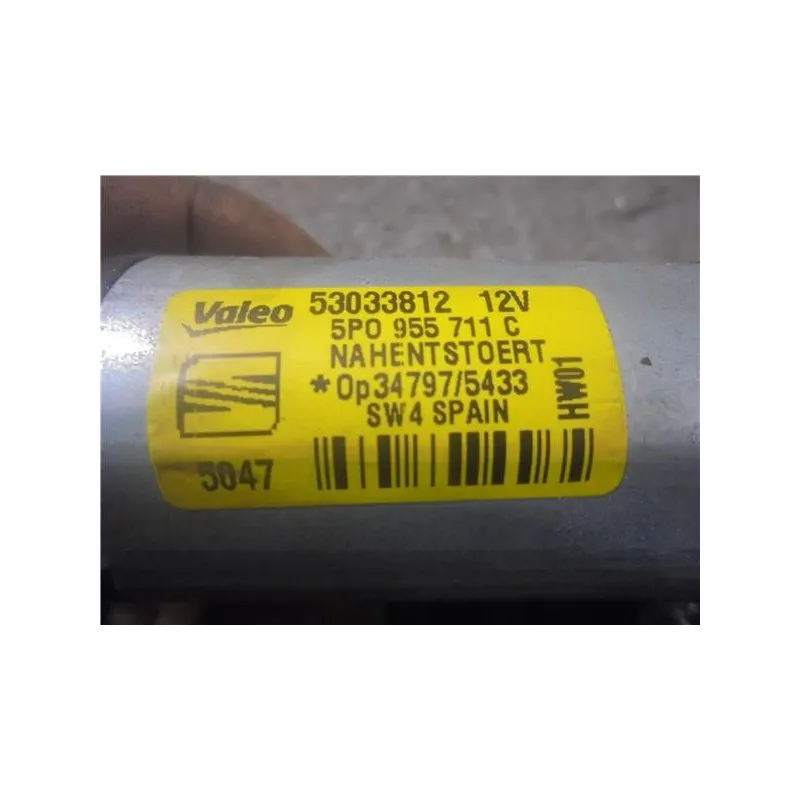 Valeo 53033812 12V
5P0 955 711 C
NAHENTSTOERT
*0p34797/5433
SW4 SPAIN
HW01
5047